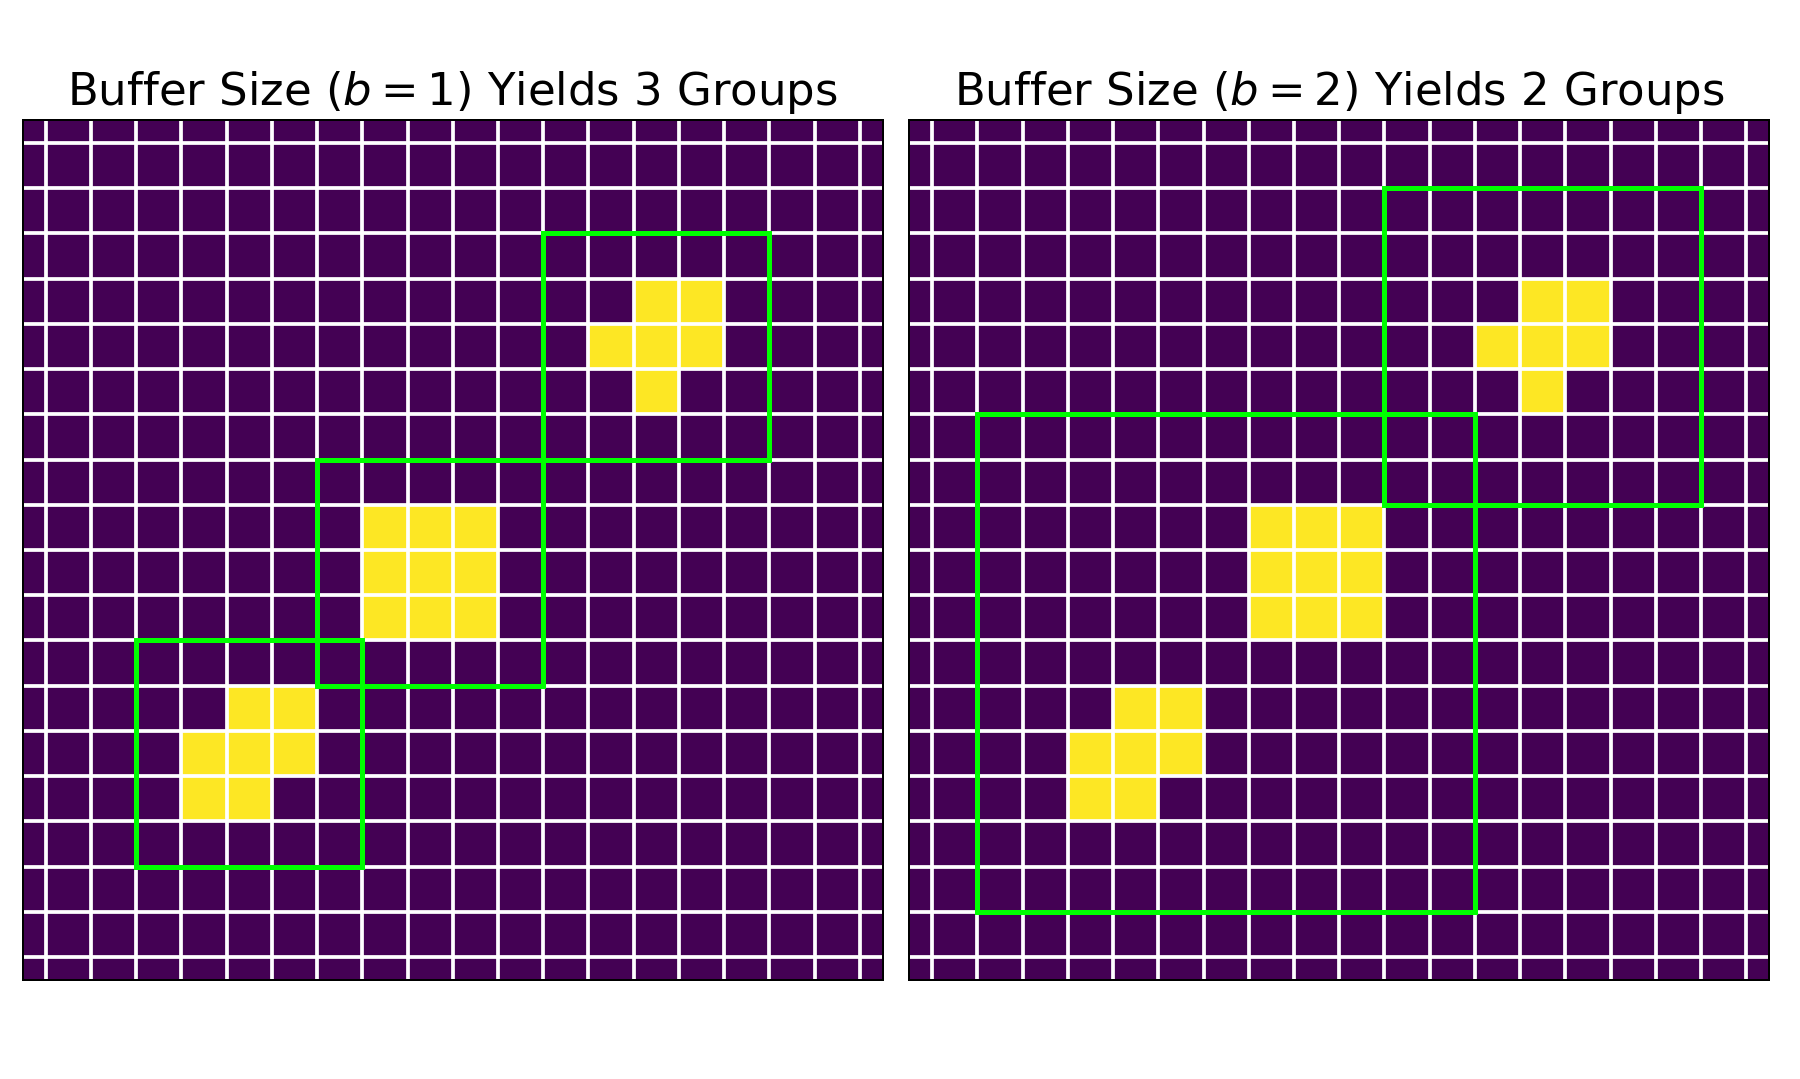 Buffer Size (b = 1) Yields 3 Groups
Buffer Size (b = 2) Yields 2 Groups